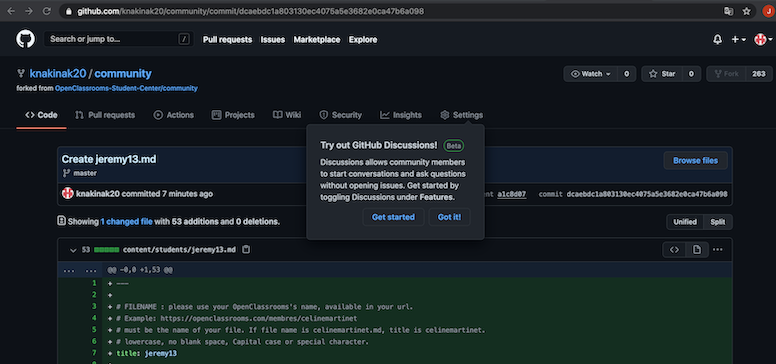 github.com/knakinak20/community/commit/dcaebdc1a803130ec4075a5e3682e0ca47b6a098
J
Search or jump to... /
Pull requests Issues Marketplace Explore
knakinak20 / community
forked from OpenClassrooms-Student-Center/community
Watch 0 Star 0 Fork 263
Code Pull requests Actions Projects Wiki Security Insights Settings
Try out GitHub Discussions! Beta
Discussions allows community members
to start conversations and ask questions
without opening issues. Get started by
toggling Discussions under Features.
Get started Got it!
Create jeremy13.md
Browse files
master
knakinak20 committed 7 minutes ago
ent a1c8d07 commit dcaebdc1a803130ec4075a5e3682e0ca47b6a098
Showing 1 changed file with 53 additions and 0 deletions.
Unified Split
53 content/students/jeremy13.md
... ... @@ -0,0 +1,53 @@
1 + ---
2 +
3 + # FILENAME : please use your OpenClassrooms's name, available in your url.
4 + # Example: https://openclassrooms.com/membres/celinemartinet
5 + # must be the name of your file. If file name is celinemartinet.md, title is celinemartinet.
6 + # lowercase, no blank space, Capital case or special character.
7 + title: jeremy13